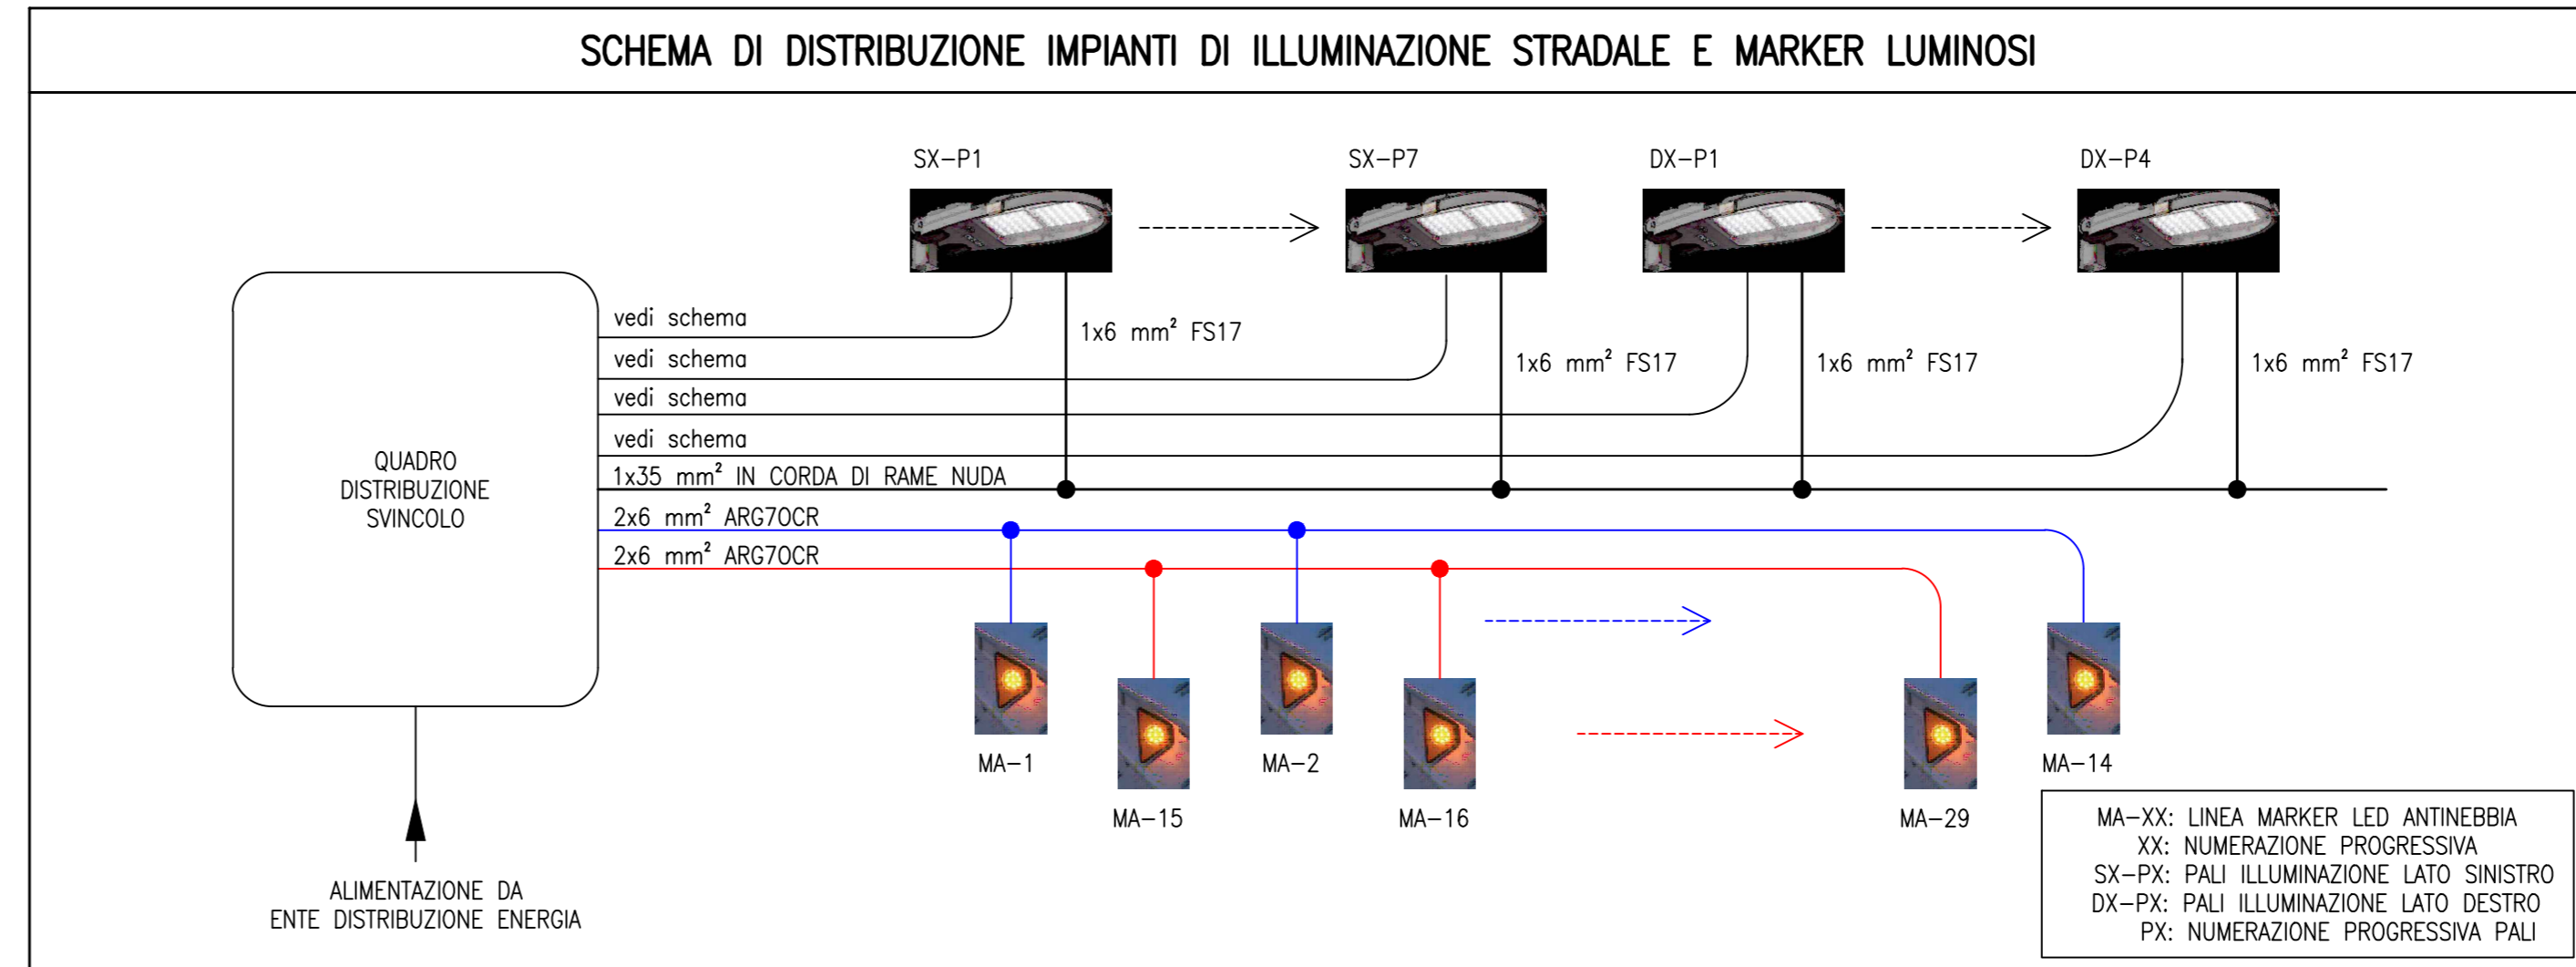 SCHEMA DI DISTRIBUZIONE IMPIANTI DI ILLUMINAZIONE STRADALE E MARKER LUMINOSI
SX-P1
SX-P7
DX-P1
DX-P4
vedi schema
vedi schema
vedi schema
vedi schema
1x6 mm² FS17
1x6 mm² FS17
1x6 mm² FS17
1x6 mm² FS17
QUADRO
DISTRIBUZIONE
SVINCOLO
1x35 mm² IN CORDA DI RAME NUDA
2x6 mm² ARG7OCR
2x6 mm² ARG7OCR
MA-1
MA-15
MA-2
MA-16
MA-29
MA-14
ALIMENTAZIONE DA
ENTE DISTRIBUZIONE ENERGIA
MA-XX: LINEA MARKER LED ANTINEBBIA
XX: NUMERAZIONE PROGRESSIVA
SX-PX: PALI ILLUMINAZIONE LATO SINISTRO
DX-PX: PALI ILLUMINAZIONE LATO DESTRO
PX: NUMERAZIONE PROGRESSIVA PALI